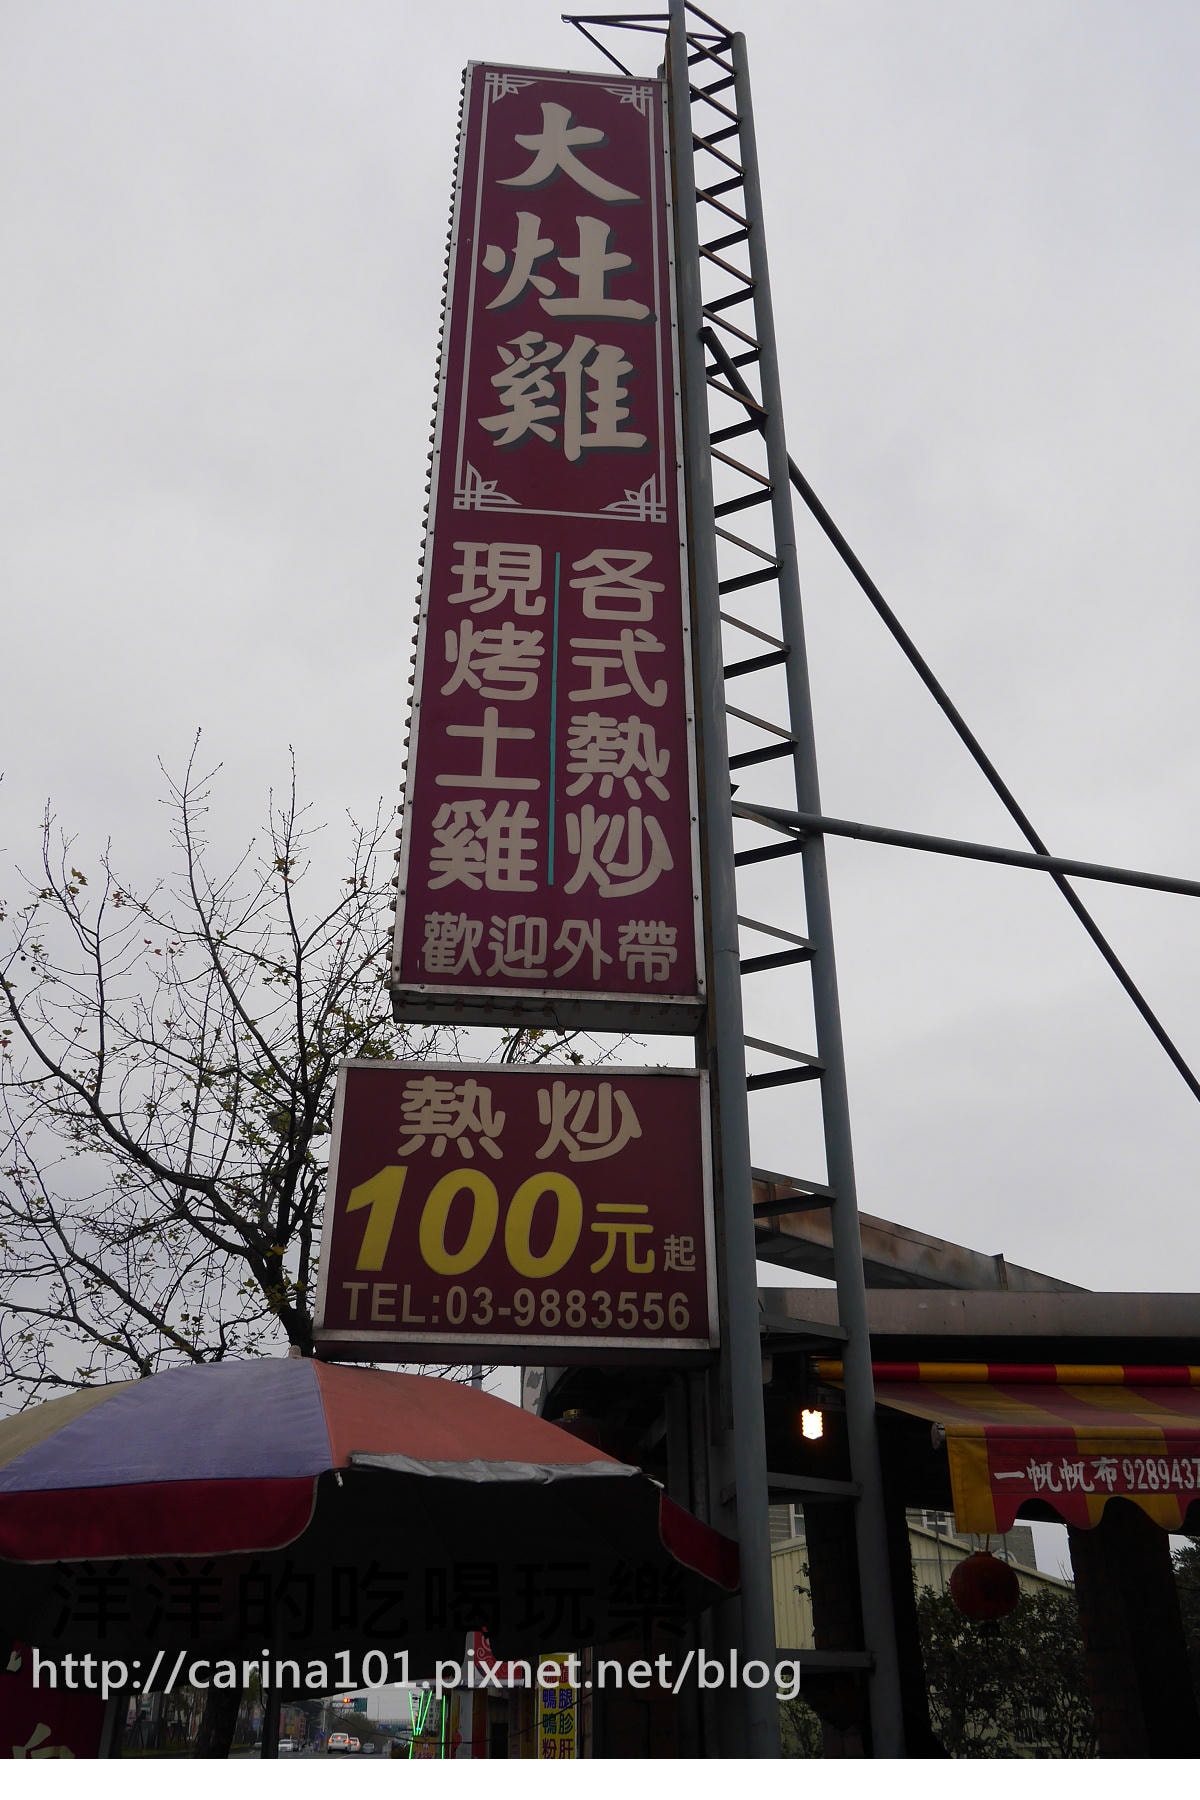 大灶雞
各式熱炒
現烤土雞
歡迎外帶
熱炒
100元起
TEL:03-9883556
一帆帆布 9289437
洋洋的吃喝玩樂
http://carina101.pixnet.net/blog